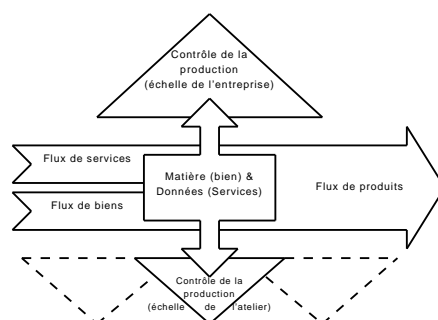 Contrôle de la
production
(échelle de l'entreprise)
Flux de services
Matière (bien) &
Données (Services)
Flux de produits
Flux de biens
Contrôle de la
production
(échelle de l'atelier)